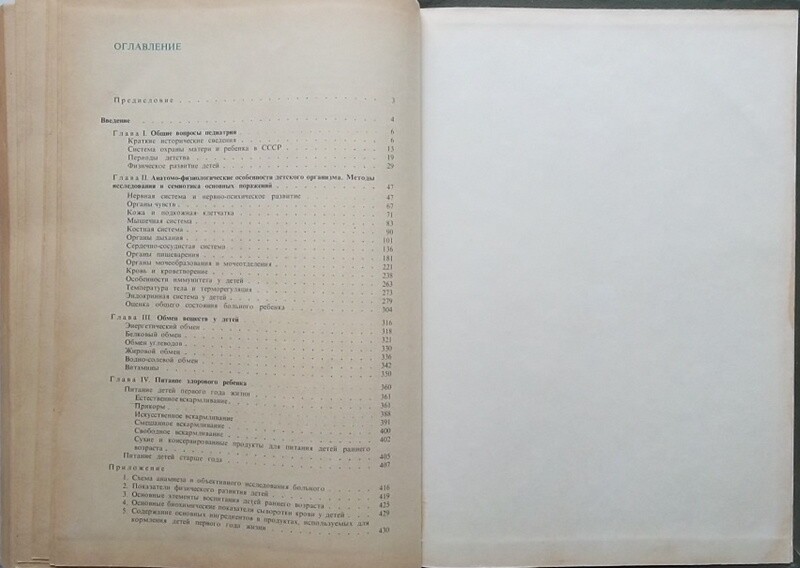 ОГЛАВЛЕНИЕ
Предисловие 3
Введение 4
Глава I. Общие вопросы педиатрии 6
Краткие исторические сведения 6
Система охраны матери и ребенка в СССР 15
Периоды детства 19
Физическое развитие детей 29
Глава II. Анатомо-физиологические особенности детского организма. Методы
исследования и семиотика основных поражений 47
Нервная система и нервно-психическое развитие 47
Органы чувств 67
Кожа и подкожная клетчатка 71
Мышечная система 83
Костная система 90
Органы дыхания 101
Сердечно-сосудистая система 136
Органы пищеварения 181
Органы мочеобразования и мочеотделения 221
Кровь и кроветворение 238
Особенности иммунитета у детей 263
Температура тела и терморегуляция 273
Эндокринная система у детей 279
Оценка общего состояния больного ребенка 304
Глава III. Обмен веществ у детей 316
Энергетический обмен 318
Белковый обмен 321
Обмен углеводов 330
Жировой обмен 336
Водно-солевой обмен 342
Витамины 350
Глава IV. Питание здорового ребенка 360
Питание детей первого года жизни 361
Естественное вскармливание 361
Прикормы 388
Искусственное вскармливание 391
Смешанное вскармливание 400
Свободное вскармливание 402
Сухие и консервированные продукты для питания детей раннего
возраста 405
Питание детей старше года 407
Приложение
1. Схема анамнеза и объективного исследования больного 418
2. Показатели физического развития детей 419
3. Основные элементы воспитания детей раннего возраста 425
4. Основные биохимические показатели сыворотки крови у детей 429
5. Содержание основных ингредиентов в продуктах, используемых для
кормления детей первого года жизни 430